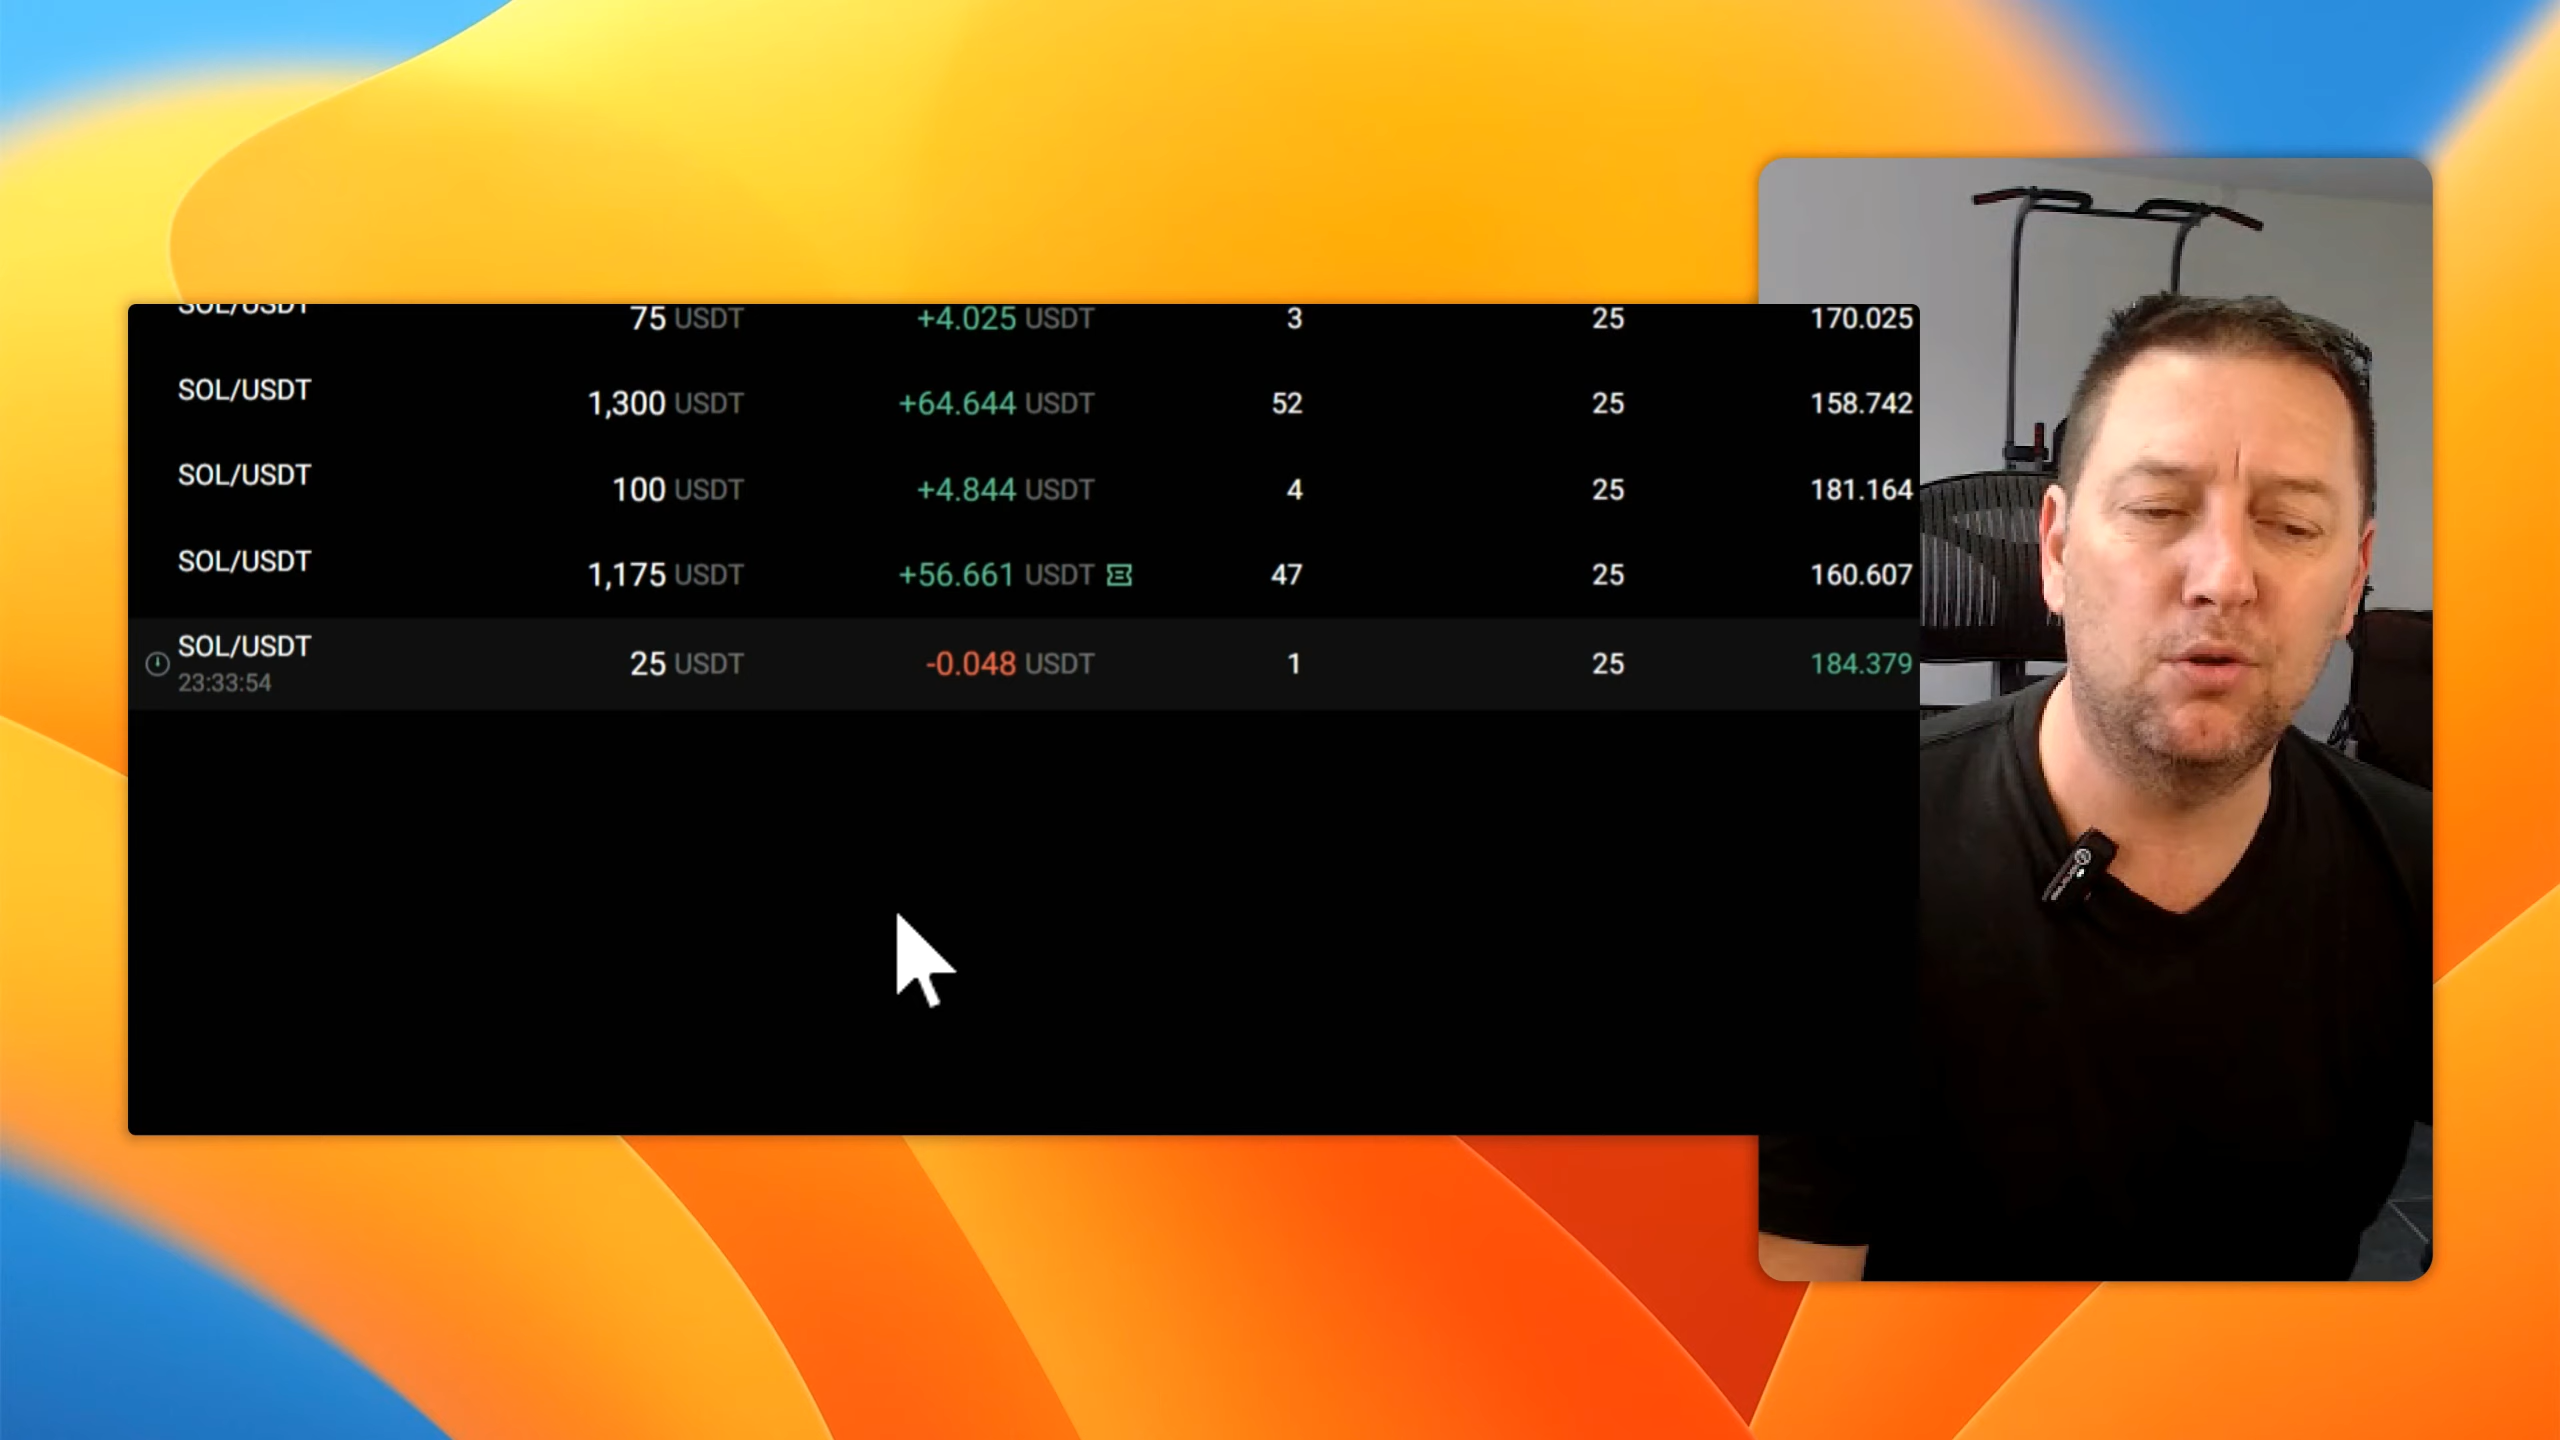 SOL/USDT 75 USDT +4.025 USDT 3 25 170.025
SOL/USDT 1,300 USDT +64.644 USDT 52 25 158.742
SOL/USDT 100 USDT +4.844 USDT 4 25 181.164
SOL/USDT 1,175 USDT +56.661 USDT 47 25 160.607
SOL/USDT 25 USDT -0.048 USDT 1 25 184.379
23:33:54